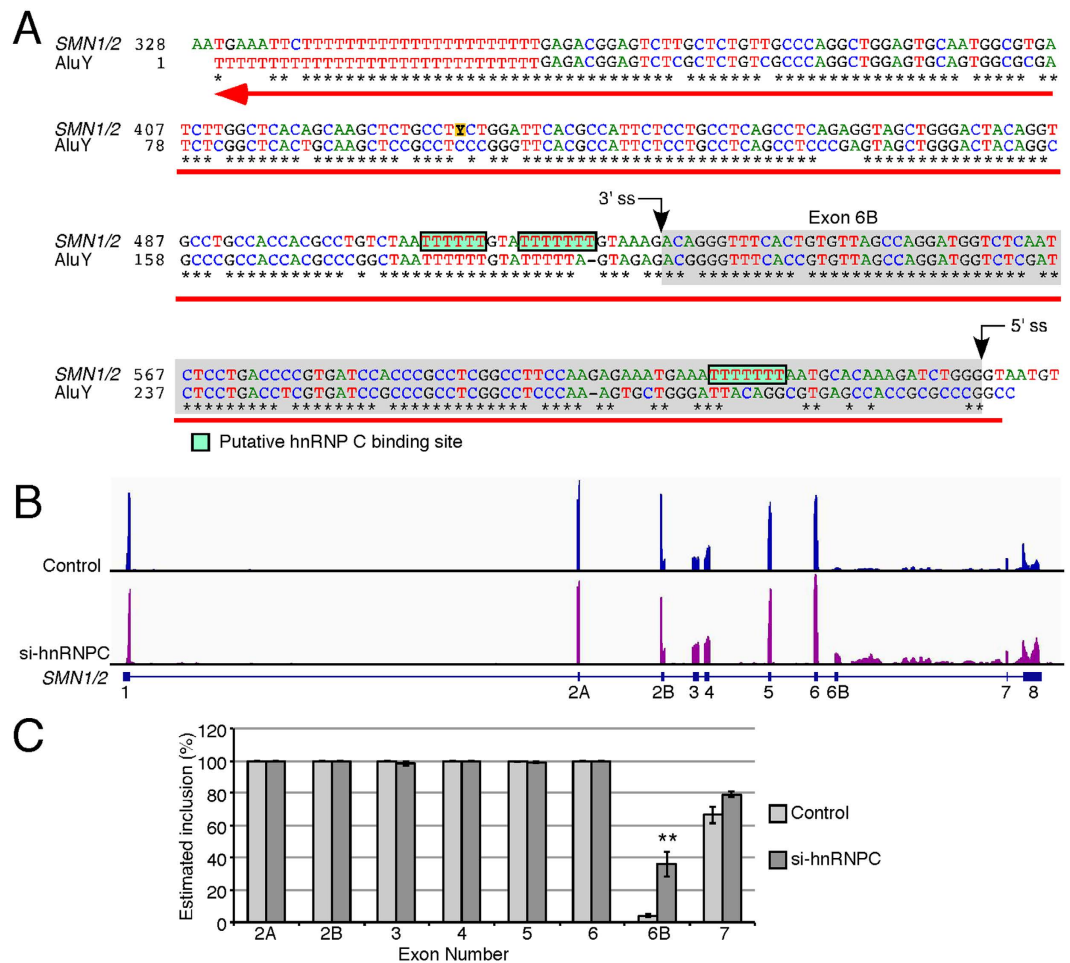 A
SMN1/2 328 AATGAAATTCTTTTTTTTTTTTTTTTTTTTTTGAGACGGAGTCTTGCTCTGTTGCCCAGGCTGGAGTGCAATGGCGTGA
AluY 1 TTTTTTTTTTTTTTTTTTTTTTTTTTTTTTGAGACGGAGTCTCGCTCTGTCGCCCAGGCTGGAGTGCAGTGGCGCGA
SMN1/2 407 TCTTGGCTCACAGCAAGCTCTGCCTYCTGGATTCACGCCATTCTCCTGCCTCAGCCTCAGAGGTAGCTGGGACTACAGGT
AluY 78 TCTCGGCTCACTGCAAGCTCCGCCTCCCGGGTTCACGCCATTCTCCTGCCTCAGCCTCCCGAGTAGCTGGGACTACAGGC
3' ss
Exon 6B
SMN1/2 487 GCCTGCCACCACGCCTGTCTAATTTTTTGTATTTTTTTGTAAAGACAGGGTTTCACTGTGTTAGCCAGGATGGTCTCAAT
AluY 158 GCCCGCCACCACGCCCGGCTAATTTTTTGTATTTTTA-GTAGAGACGGGGTTTCACCGTGTTAGCCAGGATGGTCTCGAT
5' ss
SMN1/2 567 CTCCTGACCCCGTGATCCACCCGCCTCGGCCTTCCAAGAGAAATGAAATTTTTTTAATGCACAAAGATCTGGGGTAATGT
AluY 237 CTCCTGACCTCGTGATCCGCCCGCCTCGGCCTCCCAA-AGTGCTGGGATTACAGGCGTGAGCCACCGCGCCCGGCC
Putative hnRNP C binding site
B
Control
si-hnRNPC
SMN1/2
1 2A 2B 3 4 5 6 6B 7 8
C
Estimated inclusion (%)
120
100
80
60
40
20
0
**
Control
si-hnRNPC
2A 2B 3 4 5 6 6B 7
Exon Number